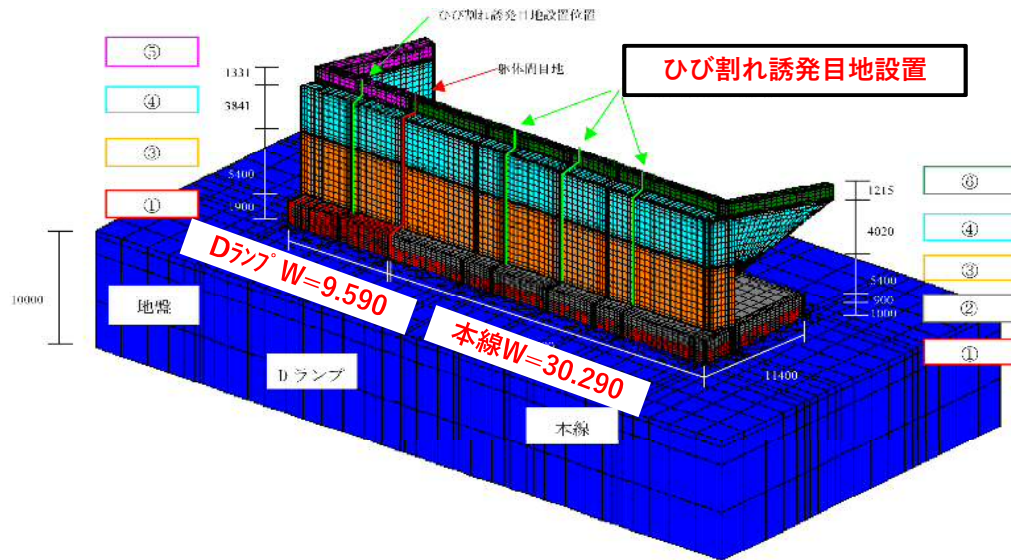 ひび割れ誘発目地設置位置
躯体間目地
ひび割れ誘発目地設置
⑤
④
③
①
1331
3841
5400
1900
10000
地盤
Dランプ
本線
Dﾗﾝﾌﾟ W=9.590
本線W=30.290
11400
1215
4020
5400
900
1000
⑥
④
③
②
①